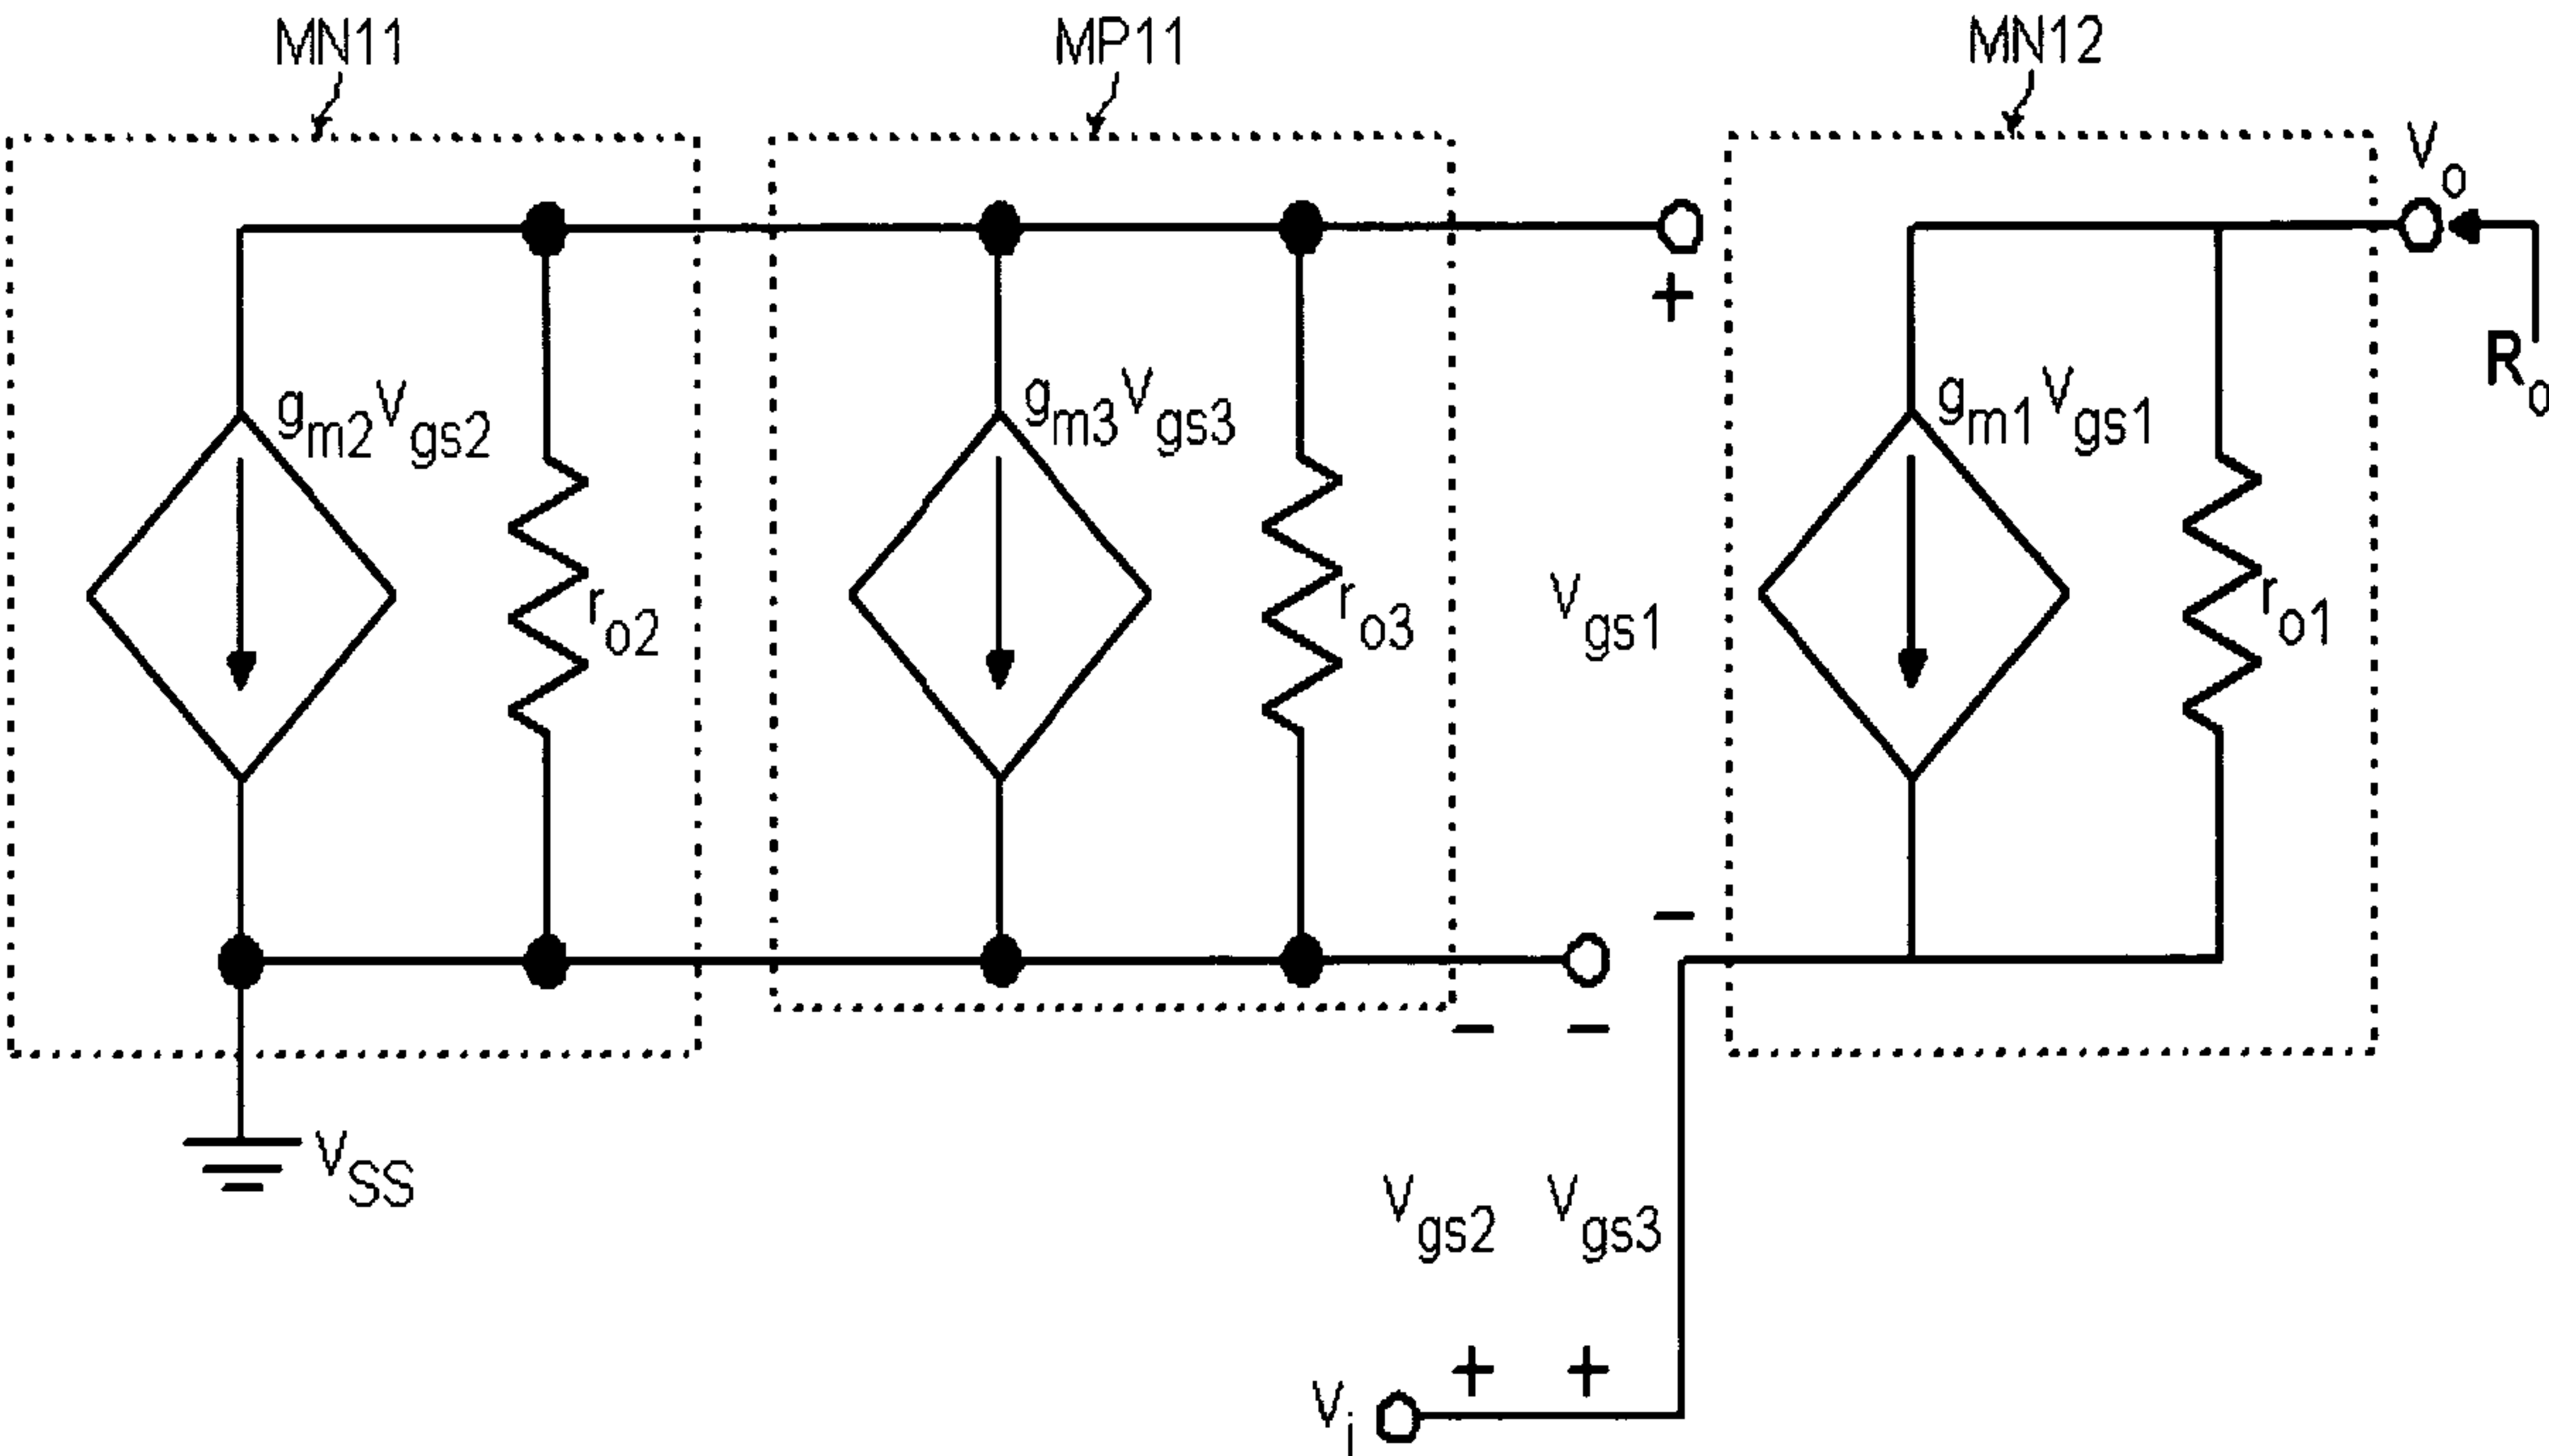 MN11
MP11
MN12
Vo
Ro
gm2Vgs2
gm3Vgs3
gm1Vgs1
+
ro2
ro3
Vgs1
ro1
−
− −
VSS
Vgs2 Vgs3
+ +
Vi